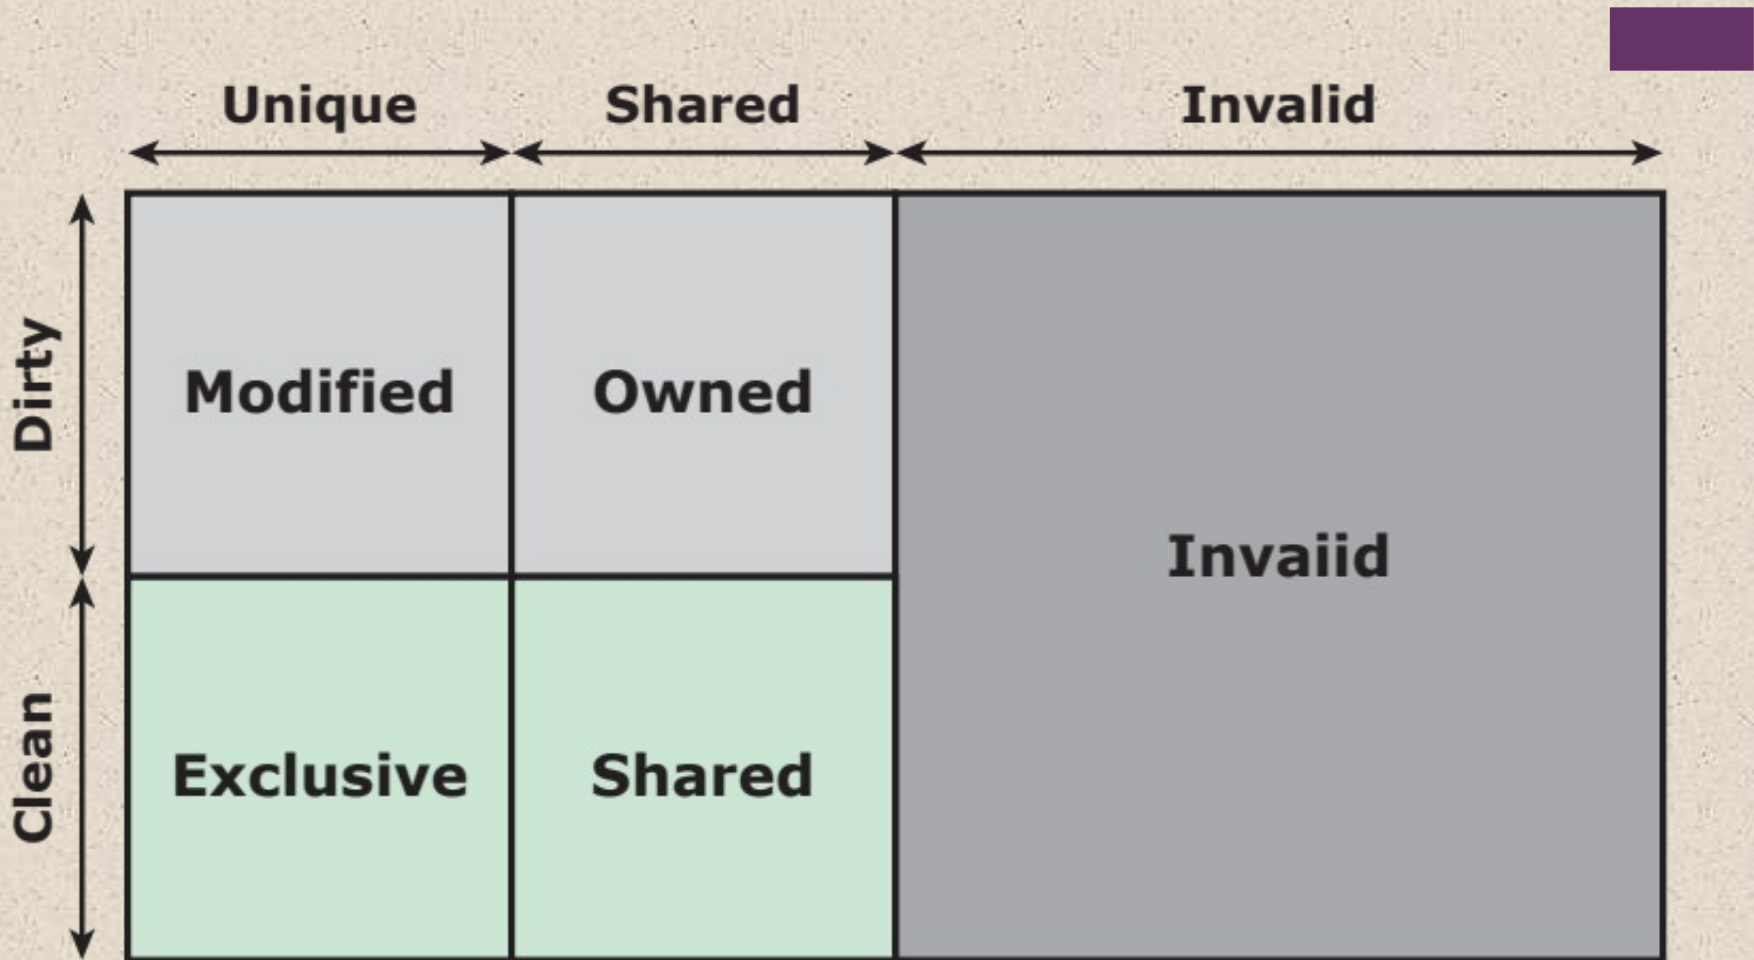 Unique Shared Invalid
Dirty
Modified Owned
Invaiid
Clean
Exclusive Shared